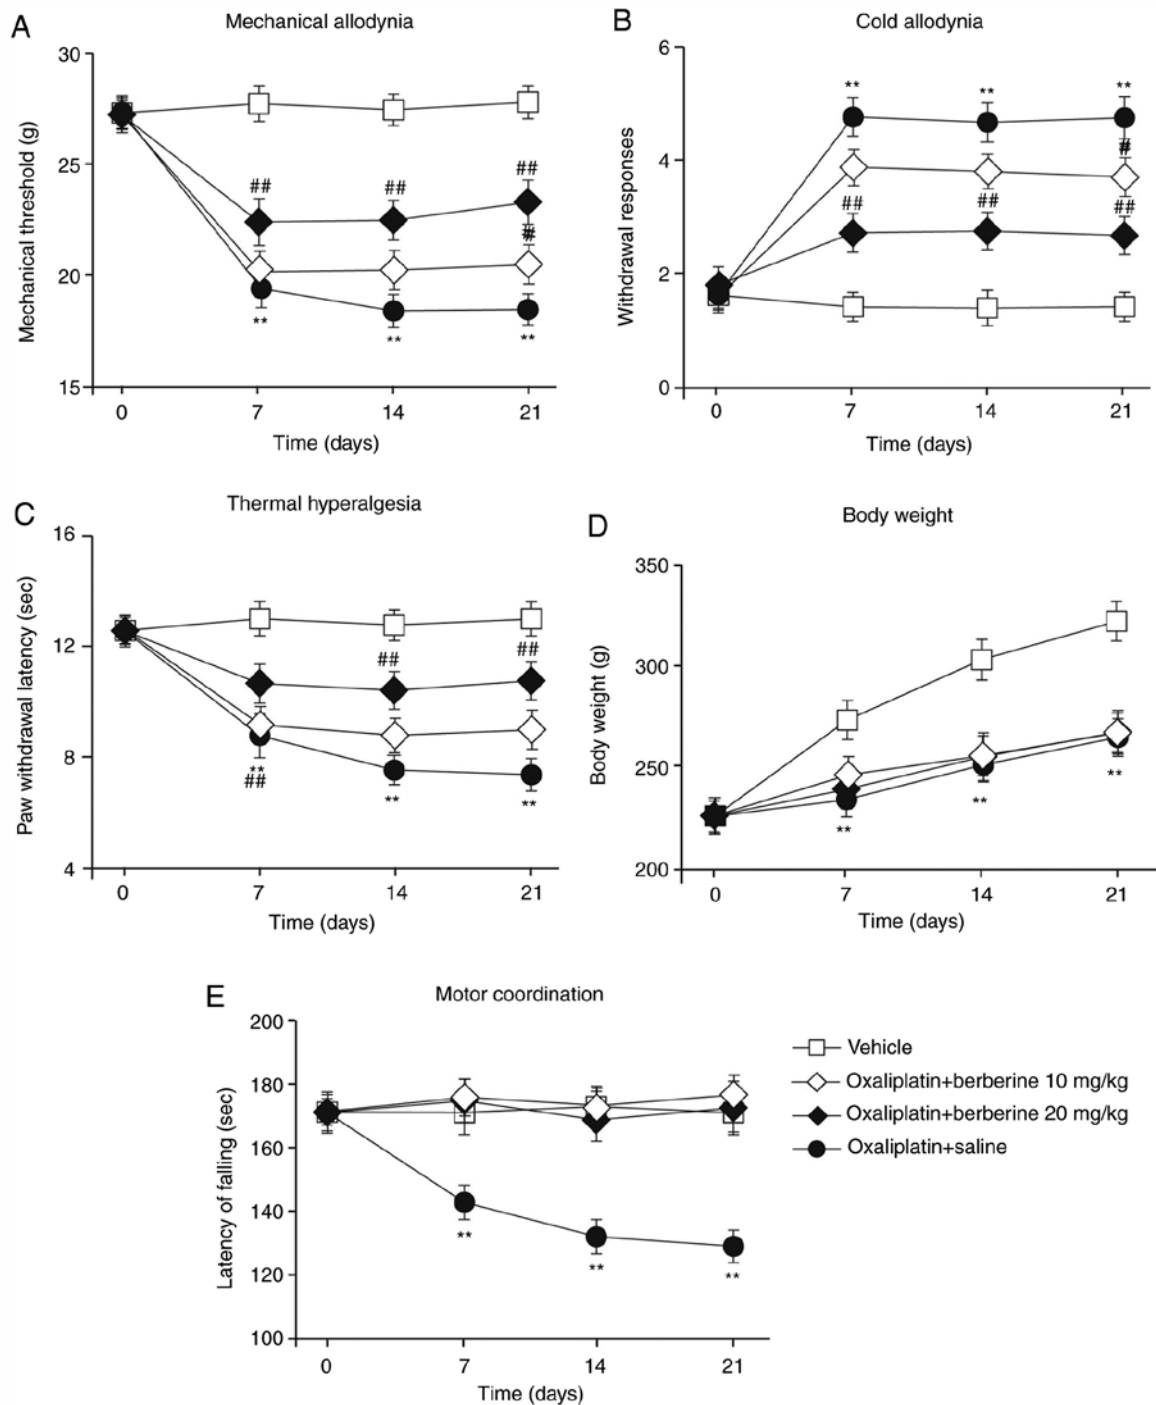 A
Mechanical allodynia
Mechanical threshold (g)
30
25
20
15
##
##
##
#
**
**
**
0 7 14 21
Time (days)
B
Cold allodynia
Withdrawal responses
6
4
2
0
**
**
**
#
##
##
##
0 7 14 21
Time (days)
C
Thermal hyperalgesia
Paw withdrawal latency (sec)
16
12
8
4
##
##
**
##
**
**
0 7 14 21
Time (days)
D
Body weight
Body weight (g)
350
300
250
200
**
**
**
0 7 14 21
Time (days)
E
Motor coordination
Latency of falling (sec)
200
180
160
140
120
100
**
**
**
0 7 14 21
Time (days)
Vehicle
Oxaliplatin+berberine 10 mg/kg
Oxaliplatin+berberine 20 mg/kg
Oxaliplatin+saline